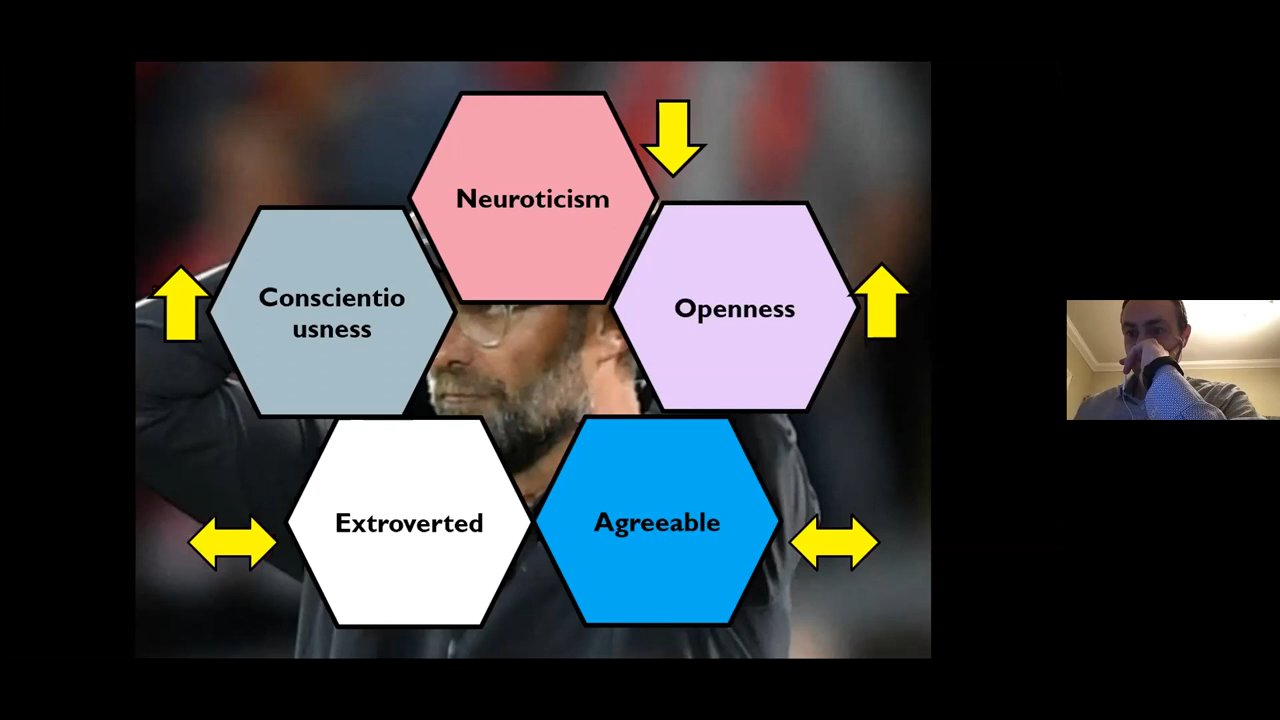 Neuroticism
Conscientio
usness
Openness
Extroverted
Agreeable